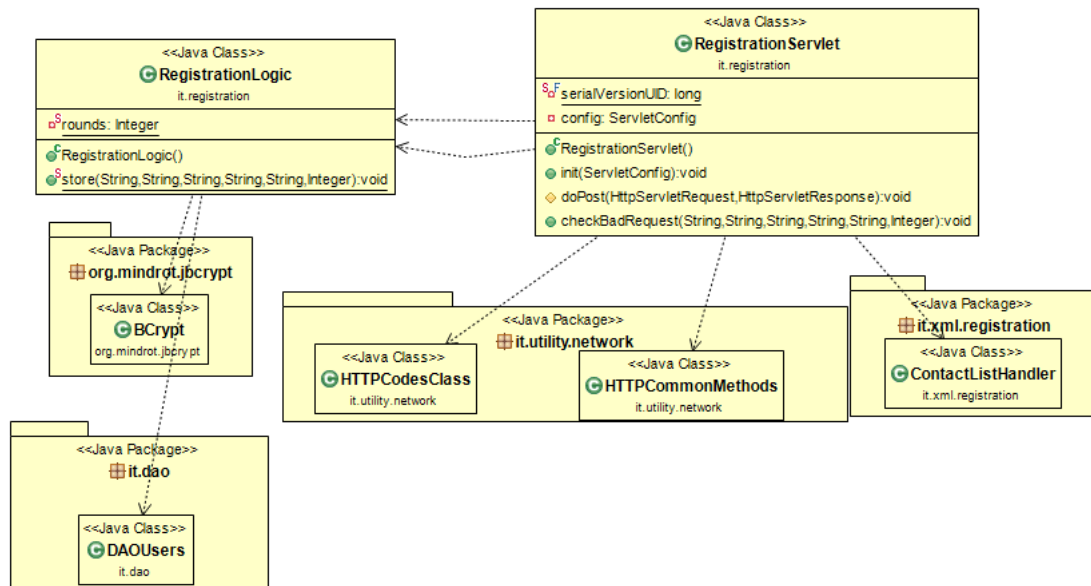 <<Java Class>>
RegistrationLogic
it.registration
rounds: Integer
RegistrationLogic()
store(String,String,String,String,String,Integer):void
<<Java Class>>
RegistrationServlet
it.registration
serialVersionUID: long
config: ServletConfig
RegistrationServlet()
init(ServletConfig):void
doPost(HttpServletRequest,HttpServletResponse):void
checkBadRequest(String,String,String,String,String,Integer):void
<<Java Package>>
org.mindrot.jbcrypt
<<Java Class>>
BCrypt
org.mindrot.jbcrypt
<<Java Package>>
it.utility.network
<<Java Class>>
HTTPCodesClass
it.utility.network
<<Java Class>>
HTTPCommonMethods
it.utility.network
<<Java Package>>
it.xml.registration
<<Java Class>>
ContactListHandler
it.xml.registration
<<Java Package>>
it.dao
<<Java Class>>
DAOUsers
it.dao